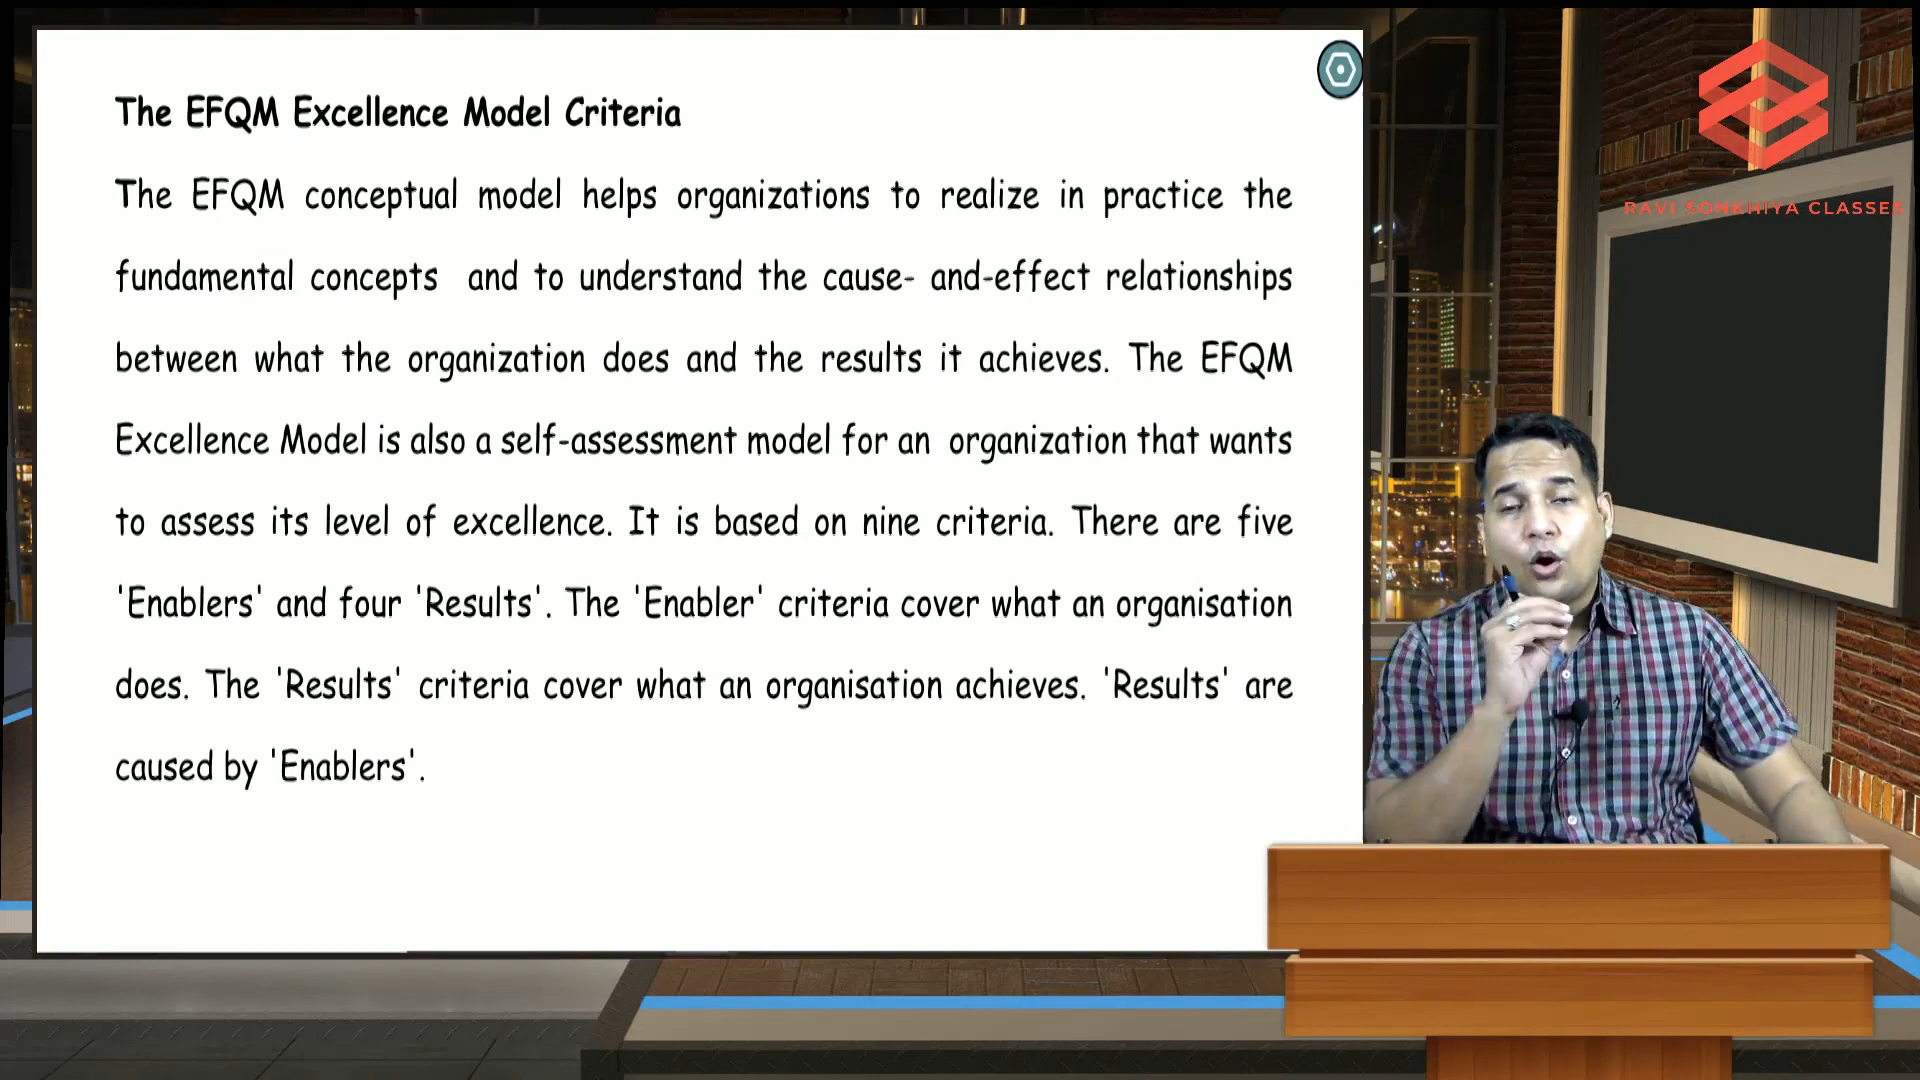 The EFQM Excellence Model Criteria
The EFQM conceptual model helps organizations to realize in practice the
fundamental concepts and to understand the cause- and-effect relationships
between what the organization does and the results it achieves. The EFQM
Excellence Model is also a self-assessment model for an organization that wants
to assess its level of excellence. It is based on nine criteria. There are five
'Enablers' and four 'Results'. The 'Enabler' criteria cover what an organisation
does. The 'Results' criteria cover what an organisation achieves. 'Results' are
caused by 'Enablers'.
RAVI SONKHIYA CLASSES